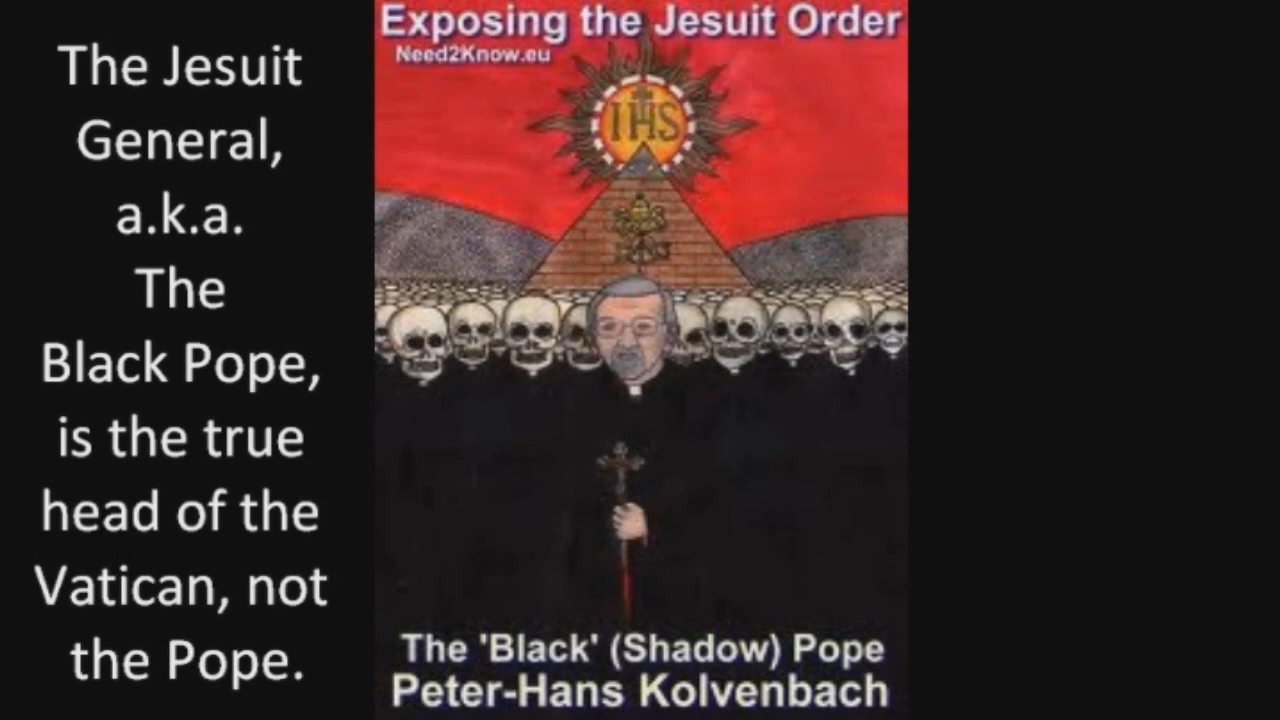 The Jesuit
General,
a.k.a.
The
Black Pope,
is the true
head of the
Vatican, not
the Pope.
Exposing the Jesuit Order
Need2Know.eu
IHS
The 'Black' (Shadow) Pope
Peter-Hans Kolvenbach